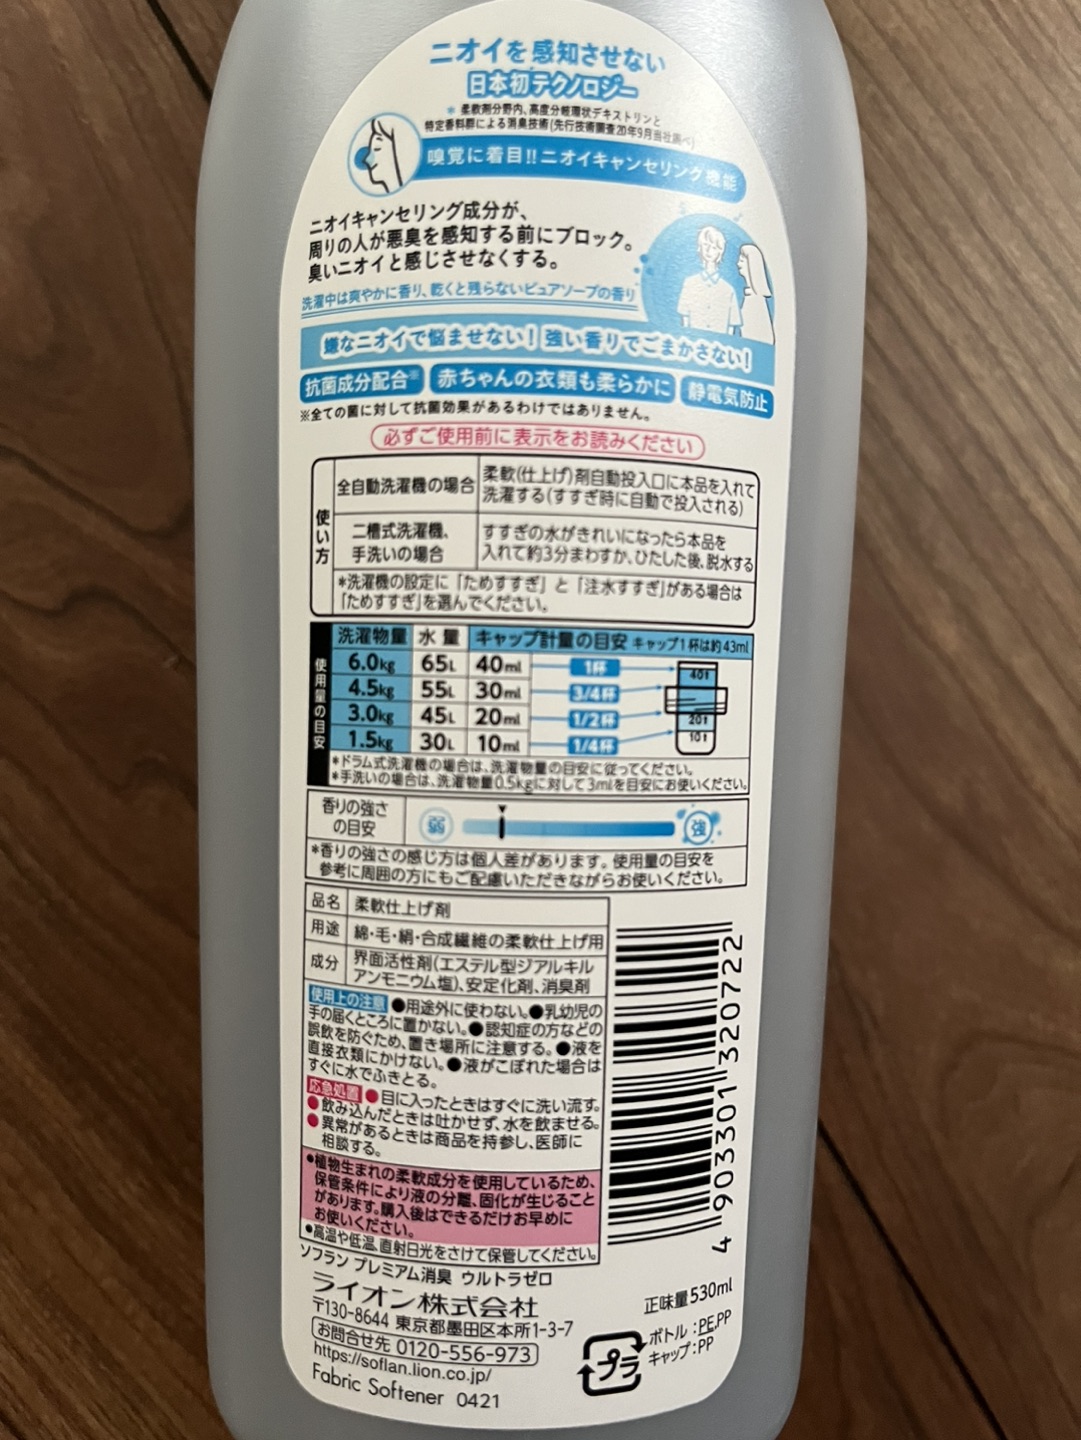 ニオイを感知させない
日本初テクノロジー
＊ 柔軟剤分野内、高度分岐環状デキストリンと
特定香料群による消臭技術(先行技術調査20年9月当社調べ)
嗅覚に着目!!ニオイキャンセリング機能
ニオイキャンセリング成分が、
周りの人が悪臭を感知する前にブロック。
臭いニオイと感じさせなくする。
洗濯中は爽やかに香り、乾くと残らないピュアソープの香り
嫌なニオイで悩ませない! 強い香りでごまかさない!
抗菌成分配合※ 赤ちゃんの衣類も柔らかに 静電気防止
※全ての菌に対して抗菌効果があるわけではありません。
必ずご使用前に表示をお読みください
使い方
全自動洗濯機の場合
柔軟(仕上げ)剤自動投入口に本品を入れて
洗濯する(すすぎ時に自動で投入される)
二槽式洗濯機、
手洗いの場合
すすぎの水がきれいになったら本品を
入れて約3分まわすか、ひたした後、脱水する
＊洗濯機の設定に「ためすすぎ」と「注水すすぎ」がある場合は
「ためすすぎ」を選んでください。
使用量の目安
洗濯物量 水量 キャップ計量の目安 キャップ1杯は約43ml
6.0kg 65L 40ml 1杯 40
4.5kg 55L 30ml 3/4杯
3.0kg 45L 20ml 1/2杯 20
1.5kg 30L 10ml 1/4杯 10
＊ドラム式洗濯機の場合は、洗濯物量の目安に従ってください。
＊手洗いの場合は、洗濯物量0.5kgに対して3mlを目安にお使いください。
香りの強さ
の目安
弱 強
＊香りの強さの感じ方は個人差があります。使用量の目安を
参考に周囲の方にもご配慮いただきながらお使いください。
品名 柔軟仕上げ剤
用途 綿・毛・絹・合成繊維の柔軟仕上げ用
成分 界面活性剤(エステル型ジアルキル
アンモニウム塩)、安定化剤、消臭剤
使用上の注意 ●用途外に使わない。●乳幼児の
手の届くところに置かない。●認知症の方などの
誤飲を防ぐため、置き場所に注意する。●液を
直接衣類にかけない。●液がこぼれた場合は
すぐに水でふきとる。
応急処置 ●目に入ったときはすぐに洗い流す。
●飲み込んだときは吐かせず、水を飲ませる。
●異常があるときは商品を持参し、医師に
相談する。
●植物生まれの柔軟成分を使用しているため、
保管条件により液の分離、固化が生じること
があります。購入後はできるだけお早めに
お使いください。
●高温や低温、直射日光をさけて保管してください。
4 903301 320722
ソフラン プレミアム消臭 ウルトラゼロ
ライオン株式会社
〒130-8644 東京都墨田区本所1-3-7
お問合せ先 0120-556-973
https://soflan.lion.co.jp/
Fabric Softener 0421
正味量530ml
プラ
ボトル:PE,PP
キャップ:PP